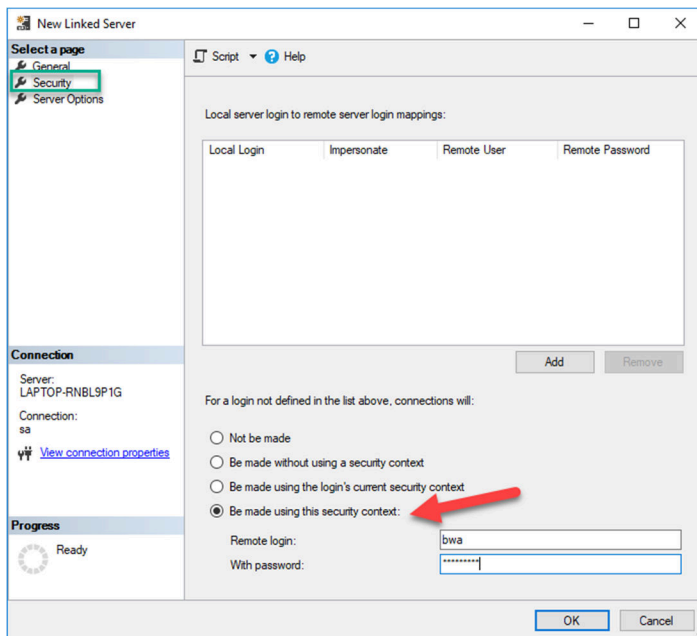 New Linked Server
Select a page
General
Security
Server Options
Script Help
Local server login to remote server login mappings:
Local Login Impersonate Remote User Remote Password
Add Remove
Connection
Server:
LAPTOP-RNBL9P1G
Connection:
sa
View connection properties
For a login not defined in the list above, connections will:
Not be made
Be made without using a security context
Be made using the login's current security context
Be made using this security context:
Remote login: bwa
With password: *********
Progress
Ready
OK Cancel